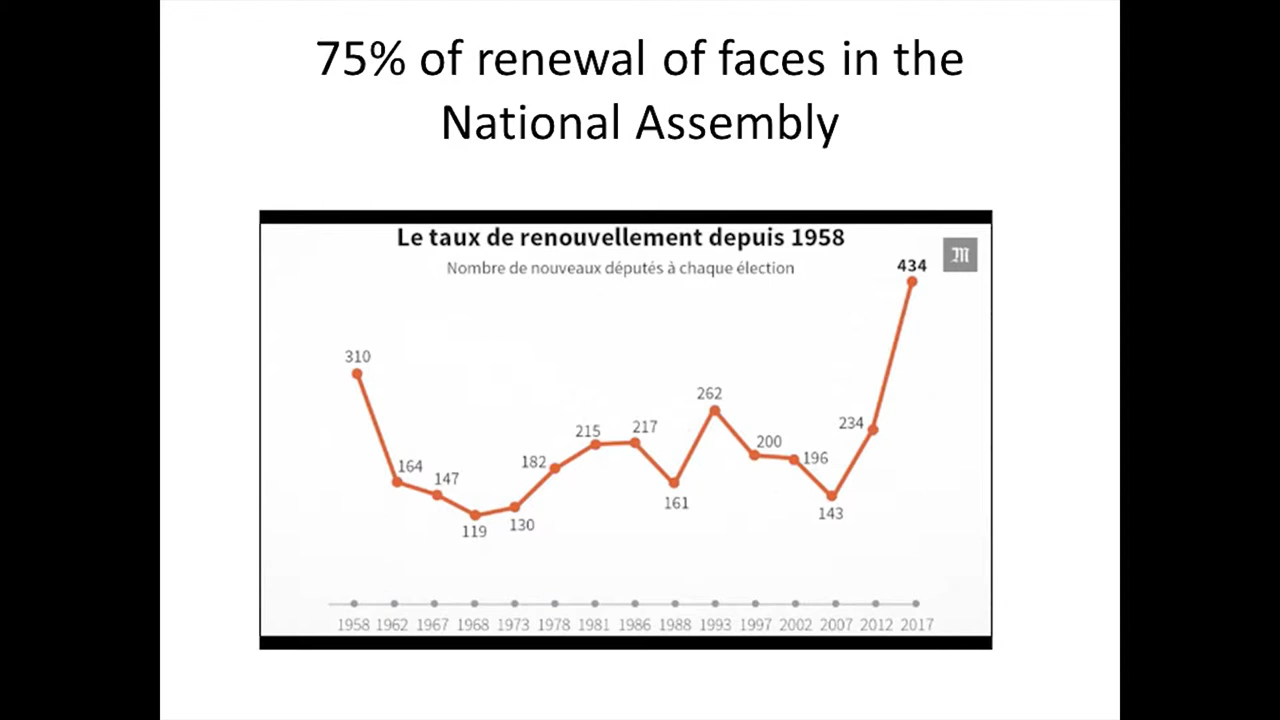 75% of renewal of faces in the
National Assembly
Le taux de renouvellement depuis 1958
M
Nombre de nouveaux députés à chaque élection
434
310
262
234
217
215
200
196
182
164
161
147
143
130
119
1958 1962 1967 1968 1973 1978 1981 1986 1988 1993 1997 2002 2007 2012 2017